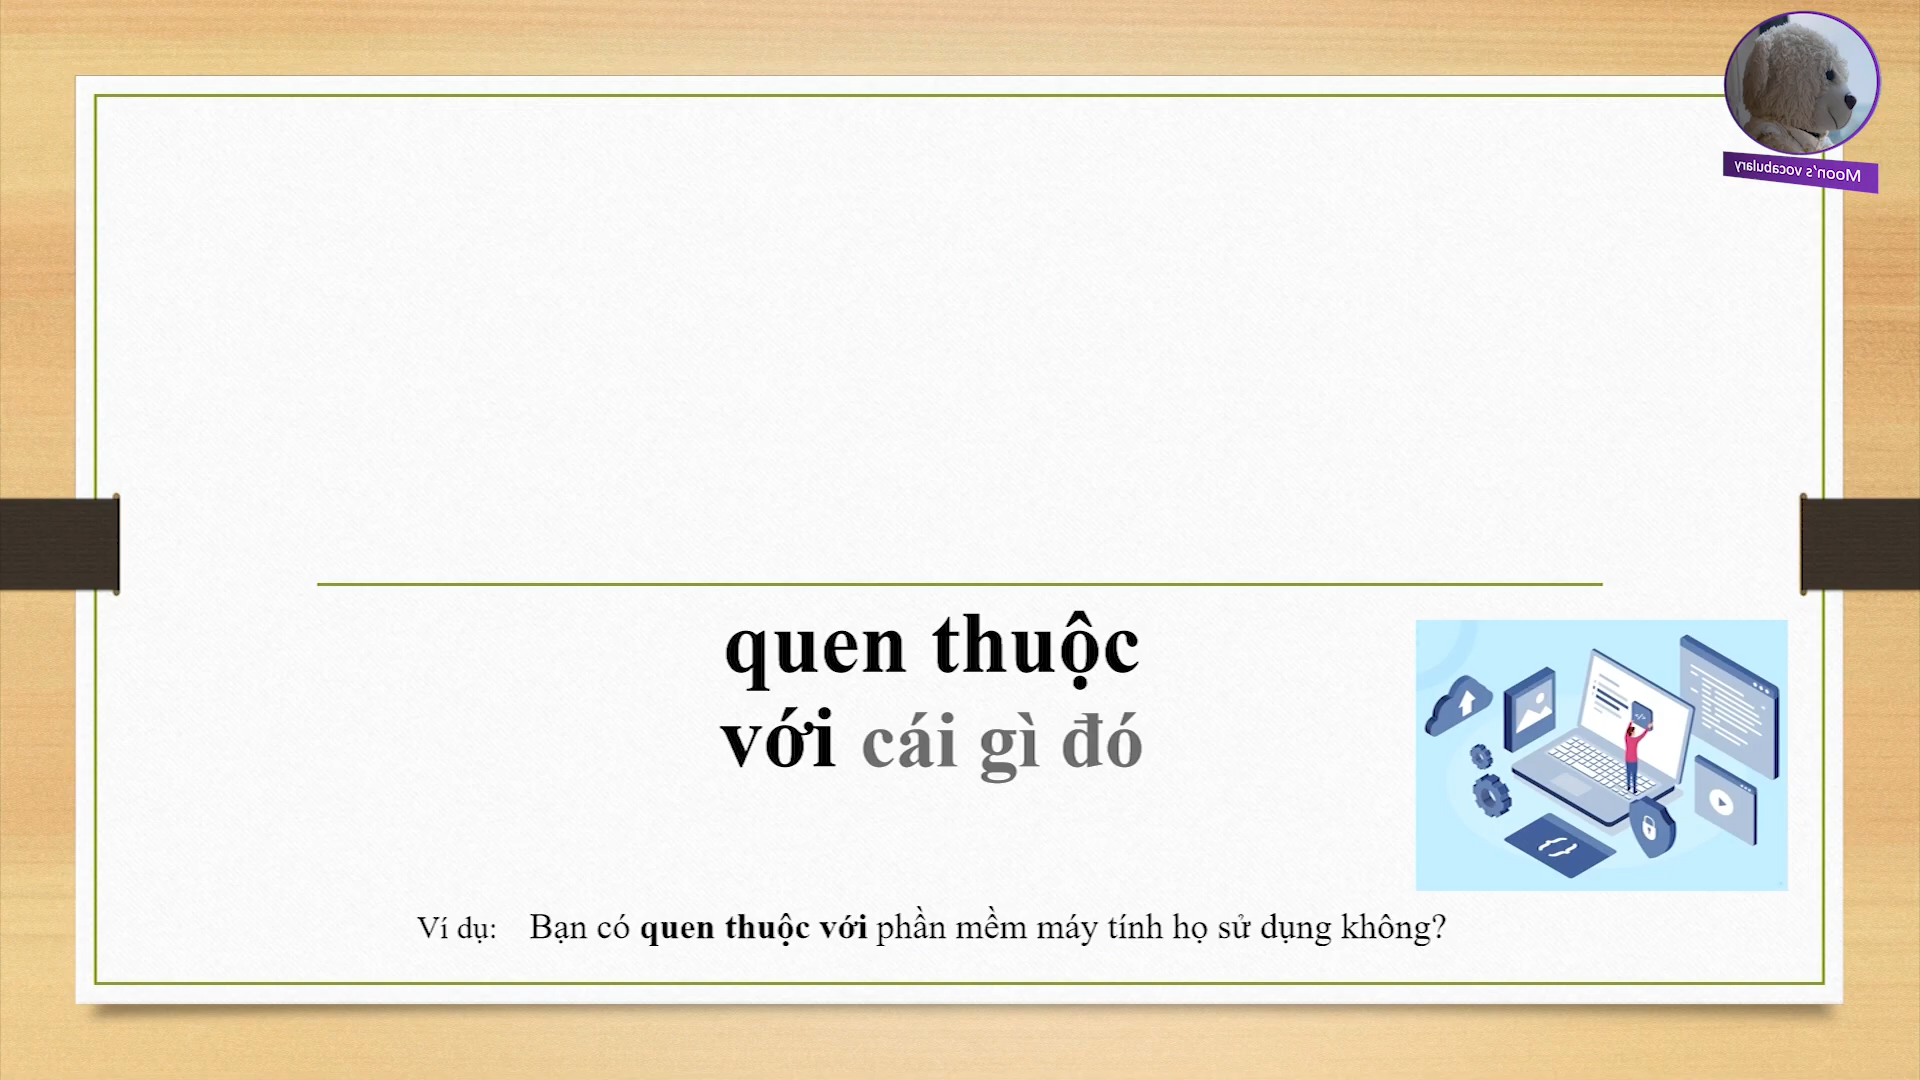 Moon's vocabulary
quen thuộc
với cái gì đó
Ví dụ: Bạn có quen thuộc với phần mềm máy tính họ sử dụng không?